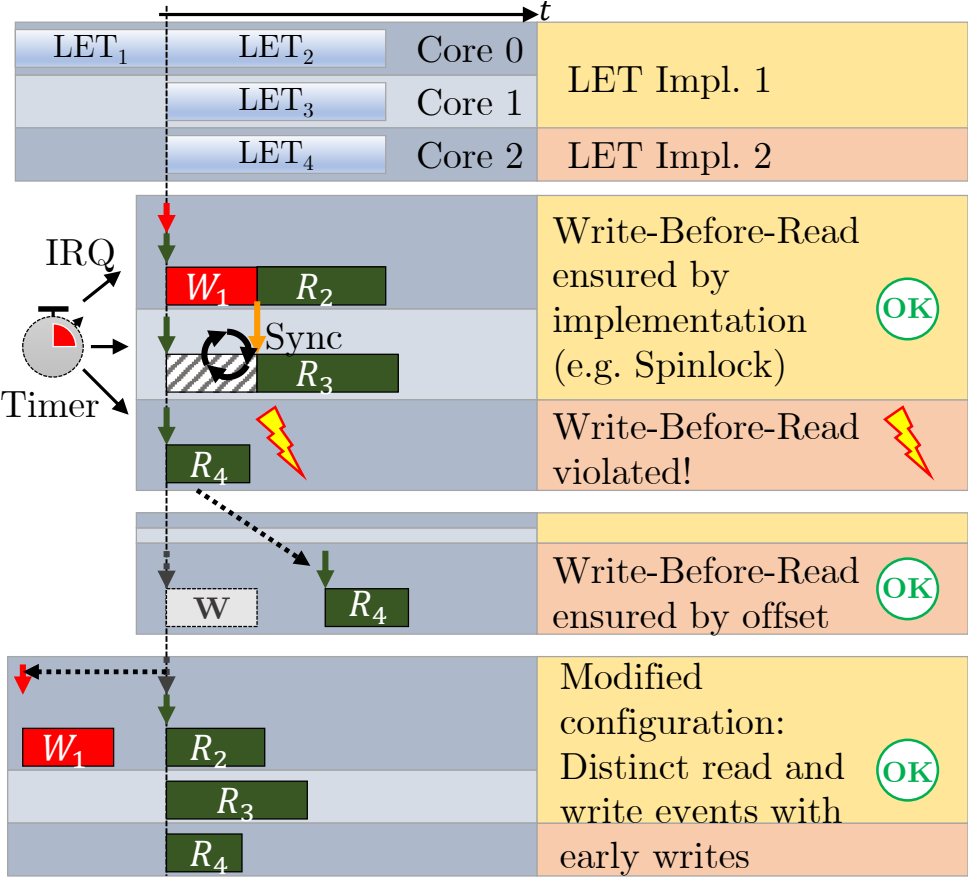 t
LET₁ LET₂ Core 0
LET₃ Core 1
LET Impl. 1
LET₄ Core 2 LET Impl. 2
IRQ
Timer
W₁ R₂
Sync
R₃
Write-Before-Read
ensured by
implementation
(e.g. Spinlock)
OK
R₄
Write-Before-Read
violated!
W R₄
Write-Before-Read
ensured by offset
OK
W₁ R₂
R₃
R₄
Modified
configuration:
Distinct read and
write events with
early writes
OK